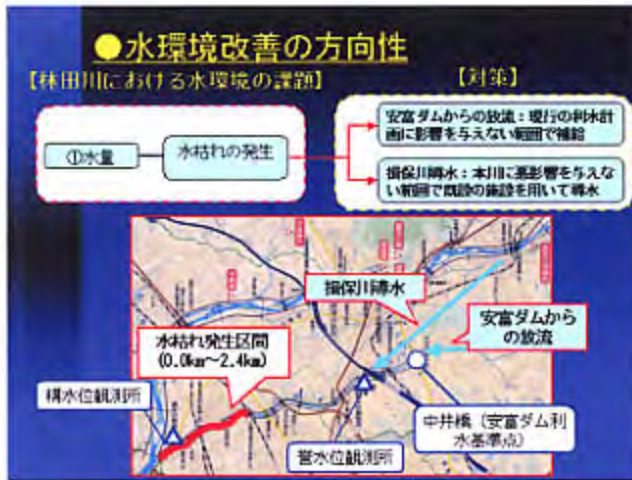 ●水環境改善の方向性
【林田川における水環境の課題】
【対策】
①水量
水枯れの発生
安富ダムからの放流：現行の利水計
画に影響を与えない範囲で補給
揖保川導水：本川に悪影響を与えな
い範囲で既設の施設を用いて導水
揖保川導水
安富ダムから
の放流
水枯れ発生区間
(0.0km～2.4km)
構水位観測所
誉水位観測所
中井橋（安富ダム利
水基準点）